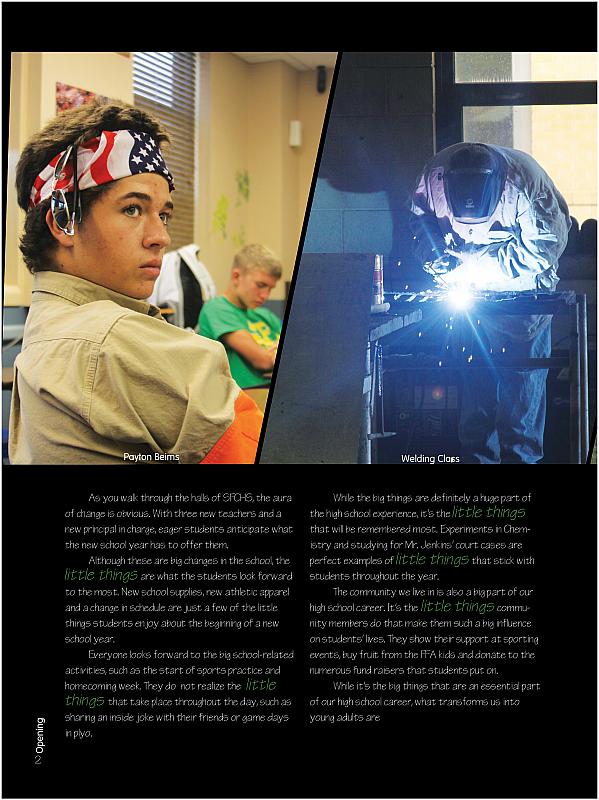 Payton Beims
Welding Class
As you walk through the halls of SFCHS, the aura
of change is obvious. With three new teachers and a
new principal in charge, eager students anticipate what
the new school year has to offer them.
Although these are big changes in the school, the
little things are what the students look forward
to the most. New school supplies, new athletic apparel
and a change in schedule are just a few of the little
things students enjoy about the beginning of a new
school year.
Everyone looks forward to the big school-related
activities, such as the start of sports practice and
homecoming week. They do not realize the little
things that take place throughout the day, such as
sharing an inside joke with their friends or game days
in plyo.
While the big things are definitely a huge part of
the high school experience, it's the little things
that will be remembered most. Experiments in Chem-
istry and studying for Mr. Jenkins' court cases are
perfect examples of little things that stick with
students throughout the year.
The community we live in is also a big part of our
high school career. It's the little things commu-
nity members do that make them such a big influence
on students' lives. They show their support at sporting
events, buy fruit from the FFA kids and donate to the
numerous fund raisers that students put on.
While it's the big things that are an essential part
of our high school career, what transforms us into
young adults are
Opening
2